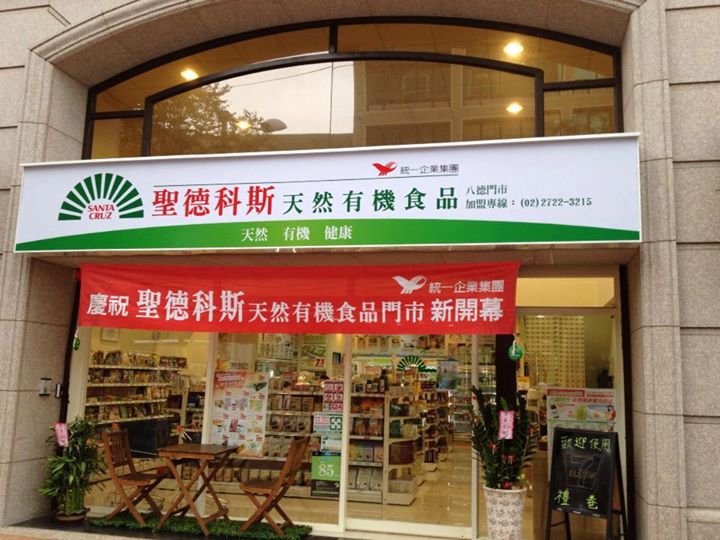 統一企業集團
SANTA
CRUZ
聖德科斯 天然有機食品
八德門市
加盟專線：(02)2722-3215
天然 有機 健康
統一企業集團
慶祝 聖德科斯 天然有機食品門市 新開幕
85
歡迎使用
禮卷